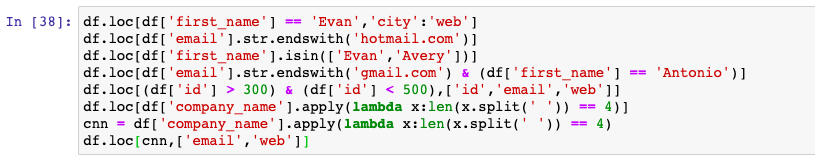 In [38]: df.loc[df['first_name'] == 'Evan','city':'web']
df.loc[df['email'].str.endswith('hotmail.com')]
df.loc[df['first_name'].isin(['Evan','Avery'])]
df.loc[df['email'].str.endswith('gmail.com') & (df['first_name'] == 'Antonio')]
df.loc[(df['id'] > 300) & (df['id'] < 500),['id','email','web']]
df.loc[df['company_name'].apply(lambda x:len(x.split(' ')) == 4)]
cnn = df['company_name'].apply(lambda x:len(x.split(' ')) == 4)
df.loc[cnn,['email','web']]